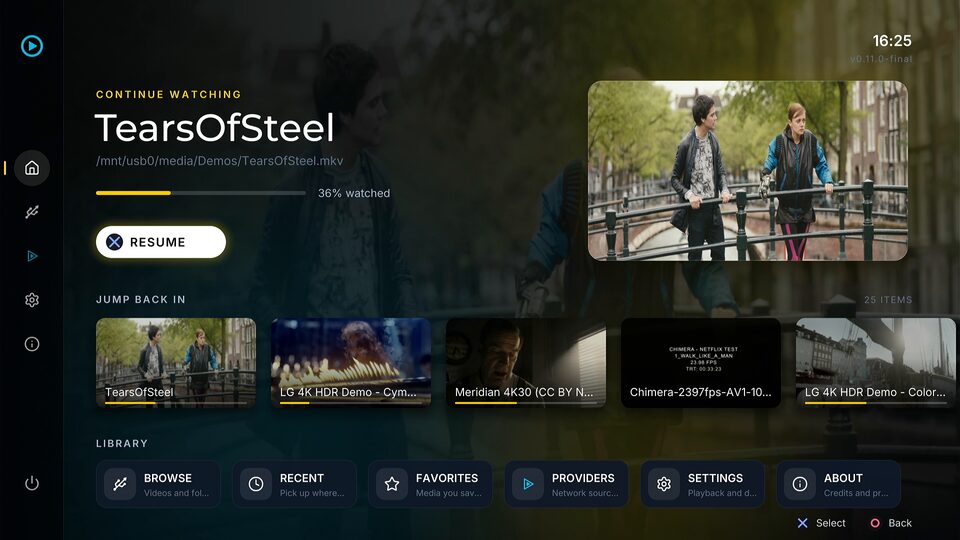 16:25
v0.11.0-final
CONTINUE WATCHING
TearsOfSteel
/mnt/usb0/media/Demos/TearsOfSteel.mkv
36% watched
RESUME
JUMP BACK IN
25 ITEMS
TearsOfSteel
LG 4K HDR Demo - Cym...
Meridian 4K30 (CC BY N...
CHIMERA - NETFLIX TEST
1_WALK_LIKE_A_MAN
23.98 FPS
TRT: 00:33:23
Chimera-2397fps-AV1-10...
LG 4K HDR Demo - Color...
LIBRARY
BROWSE
Videos and fol...
RECENT
Pick up where...
FAVORITES
Media you sav...
PROVIDERS
Network sourc...
SETTINGS
Playback and d...
ABOUT
Credits and pr...
Select
Back